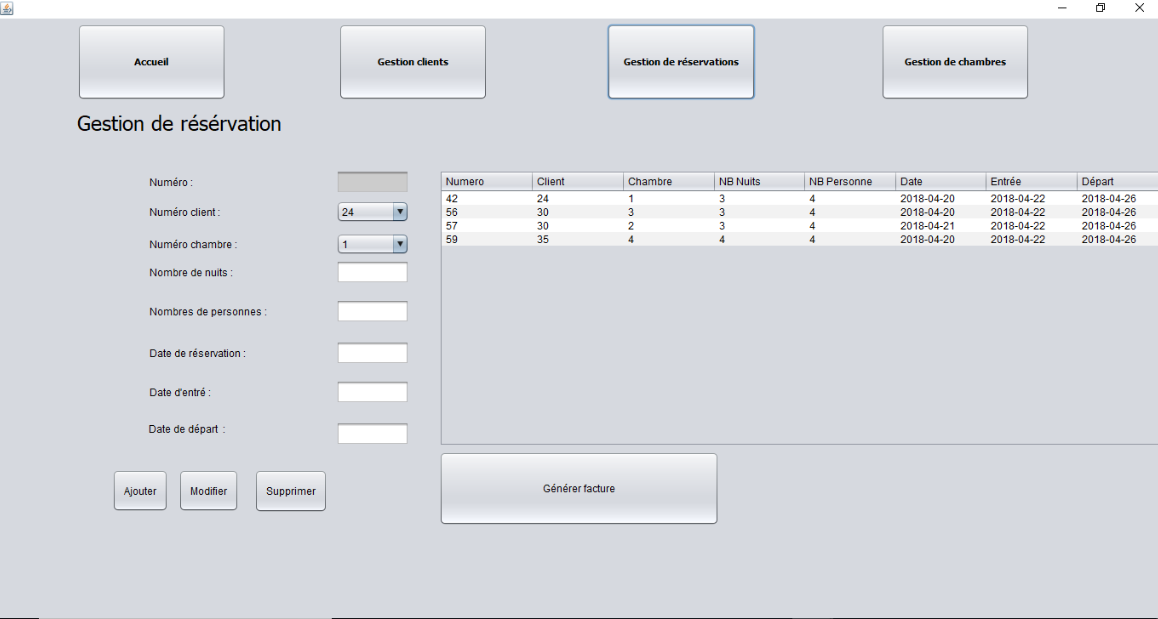 Accueil Gestion clients Gestion de réservations Gestion de chambres
Gestion de résérvation
Numéro :
Numéro client : 24
Numéro chambre : 1
Nombre de nuits :
Nombres de personnes :
Date de réservation :
Date d'entré :
Date de départ :
Ajouter Modifier Supprimer
Numero Client Chambre NB Nuits NB Personne Date Entrée Départ
42 24 1 3 4 2018-04-20 2018-04-22 2018-04-26
56 30 3 3 4 2018-04-20 2018-04-22 2018-04-26
57 30 2 3 4 2018-04-21 2018-04-22 2018-04-26
59 35 4 4 4 2018-04-20 2018-04-22 2018-04-26
Générer facture